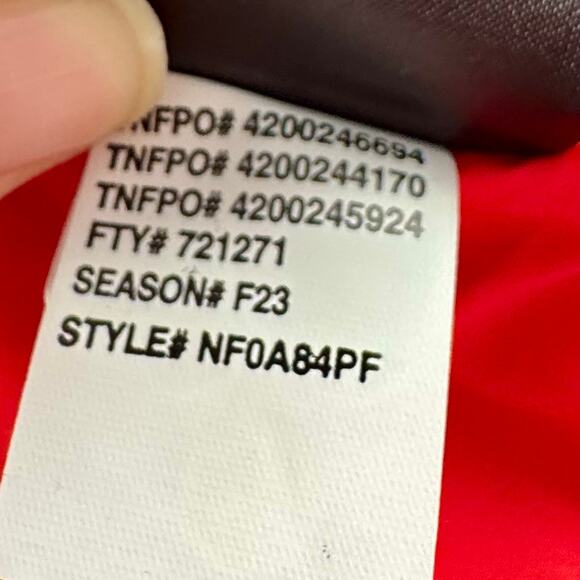 TNFPO# 4200246694
TNFPO# 4200244170
TNFPO# 4200245924
FTY# 721271
SEASON# F23
STYLE# NF0A84PF